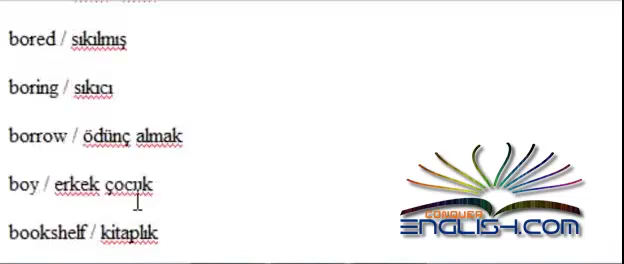 bored / sıkılmış
boring / sıkıcı
borrow / ödünç almak
boy / erkek çocuk
bookshelf / kitaplık
CONQUER
ENGLISH.COM